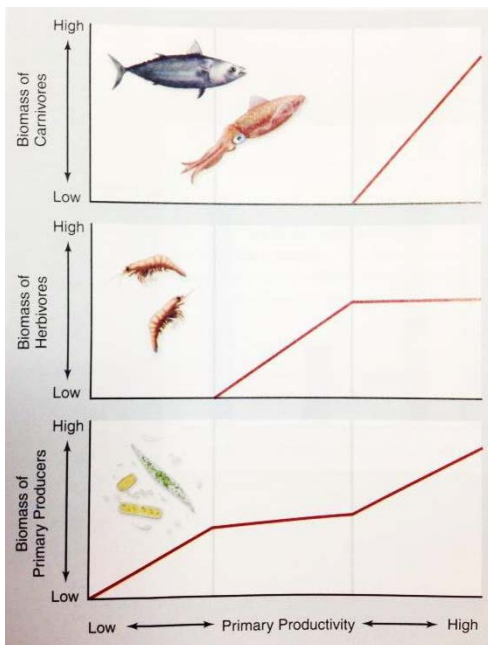 High
Biomass of
Carnivores
Low
High
Biomass of
Herbivores
Low
High
Biomass of
Primary Producers
Low
Low Primary Productivity High